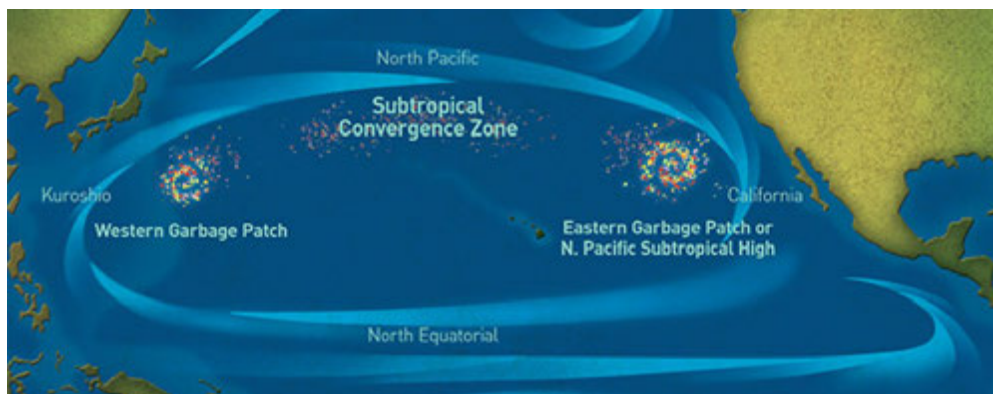 North Pacific
Subtropical
Convergence Zone
Kuroshio
California
Western Garbage Patch
Eastern Garbage Patch or
N. Pacific Subtropical High
North Equatorial